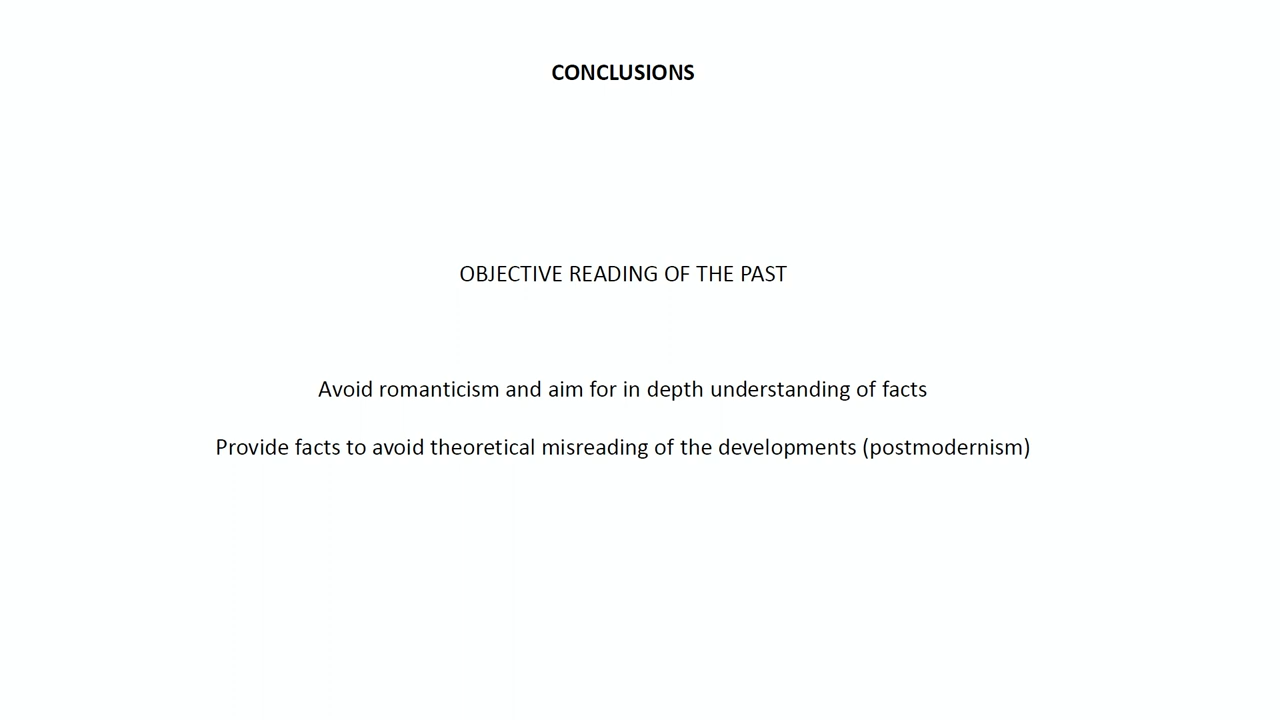 CONCLUSIONS
OBJECTIVE READING OF THE PAST
Avoid romanticism and aim for in depth understanding of facts
Provide facts to avoid theoretical misreading of the developments (postmodernism)